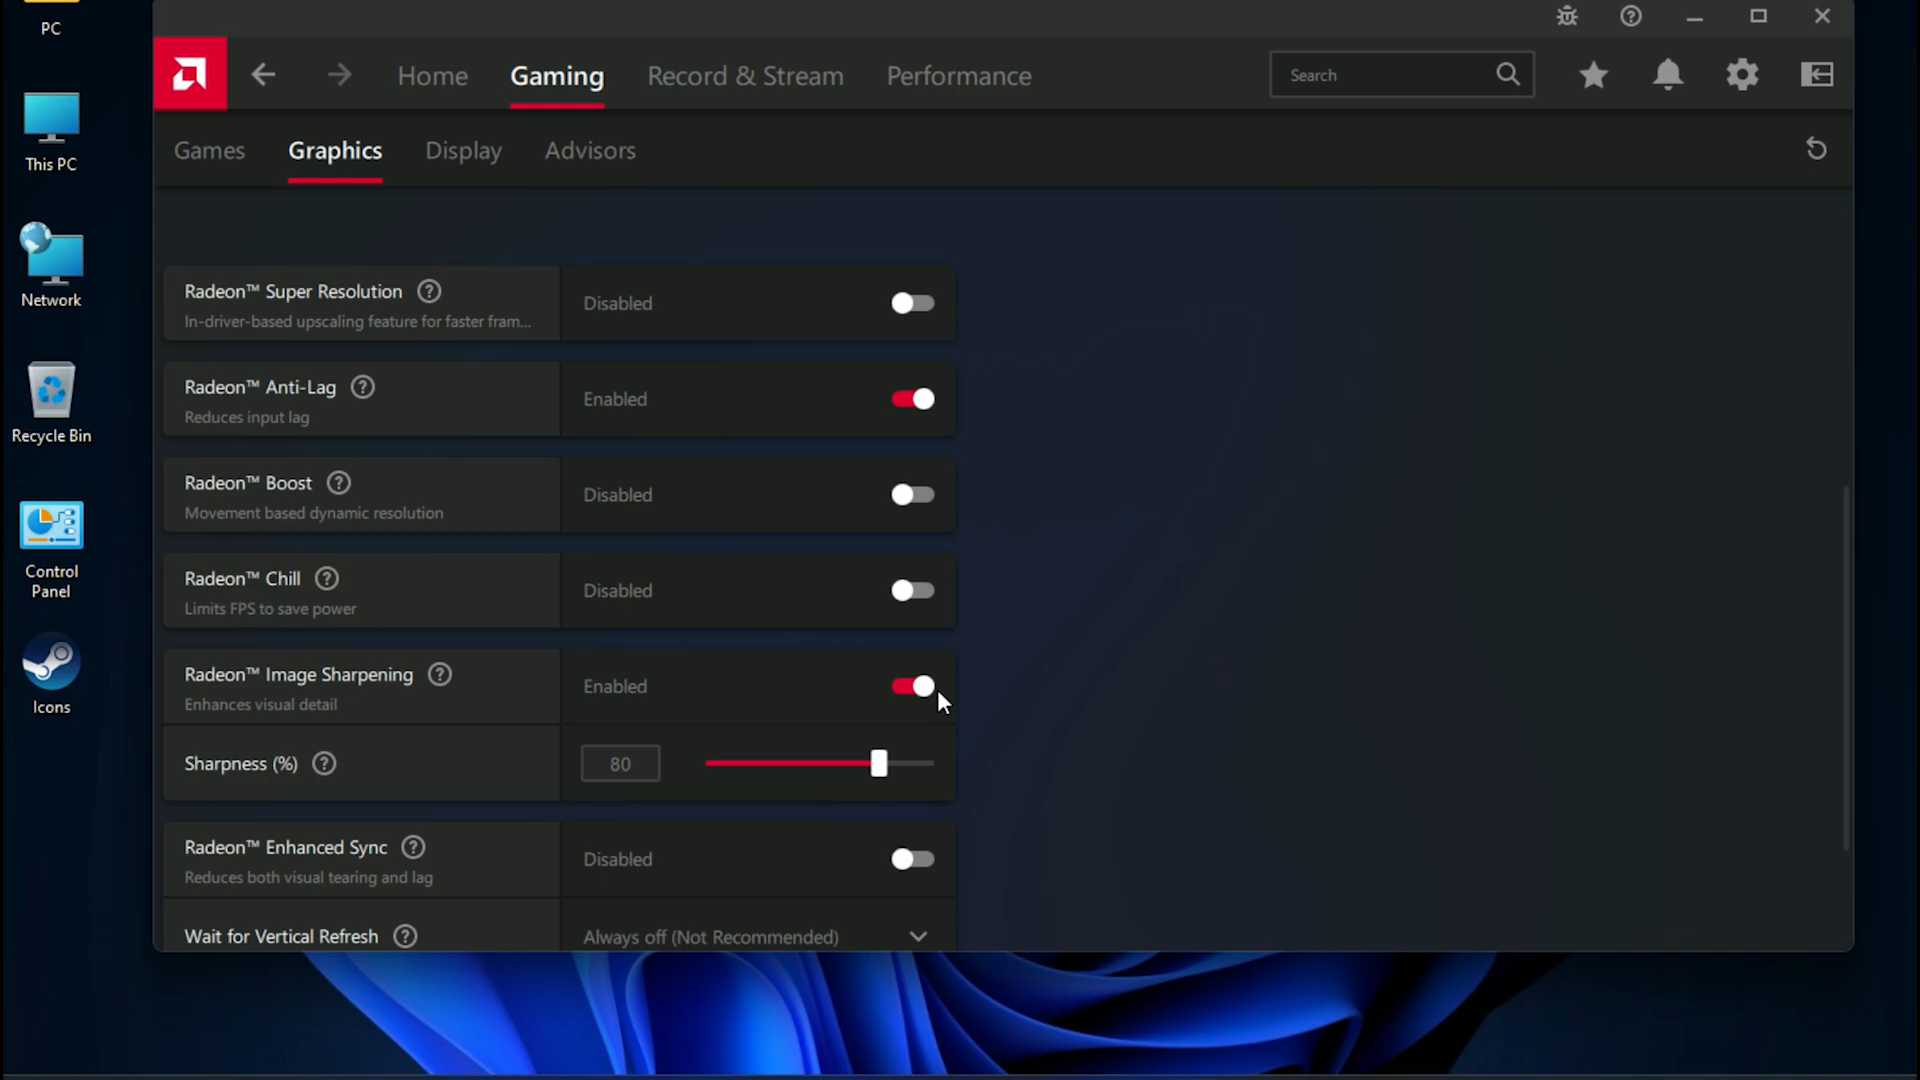 PC
This PC
Network
Recycle Bin
Control
Panel
Icons
Home
Gaming
Record & Stream
Performance
Search
Games
Graphics
Display
Advisors
Radeon™ Super Resolution
Disabled
In-driver-based upscaling feature for faster fram...
Radeon™ Anti-Lag
Enabled
Reduces input lag
Radeon™ Boost
Disabled
Movement based dynamic resolution
Radeon™ Chill
Disabled
Limits FPS to save power
Radeon™ Image Sharpening
Enabled
Enhances visual detail
Sharpness (%)
80
Radeon™ Enhanced Sync
Disabled
Reduces both visual tearing and lag
Wait for Vertical Refresh
Always off (Not Recommended)